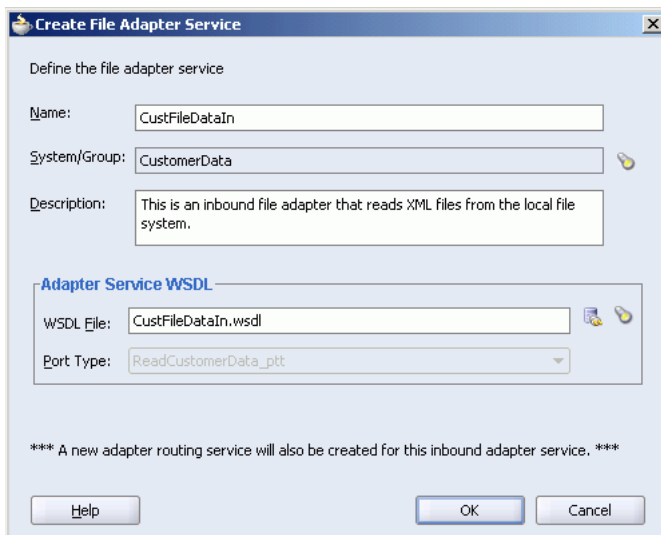 Create File Adapter Service
Define the file adapter service
Name:
CustFileDataIn
System/Group:
CustomerData
Description:
This is an inbound file adapter that reads XML files from the local file
system.
Adapter Service WSDL
WSDL File:
CustFileDataIn.wsdl
Port Type:
ReadCustomerData_ptt
*** A new adapter routing service will also be created for this inbound adapter service. ***
Help
OK
Cancel